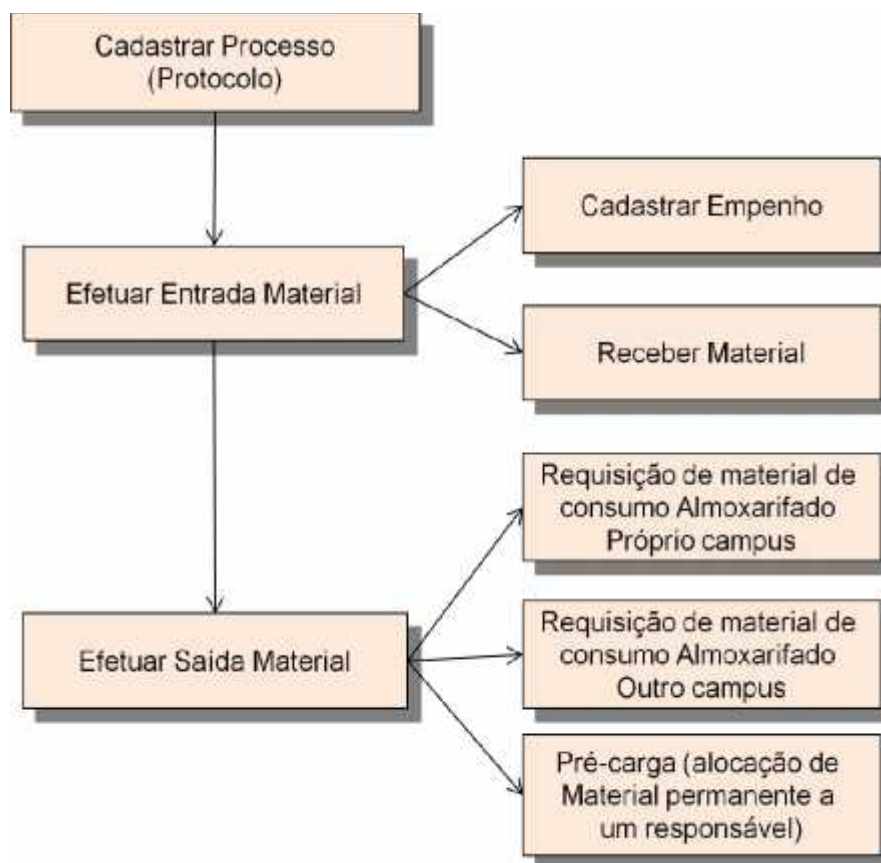 Cadastrar Processo
(Protocolo)
Cadastrar Empenho
Efetuar Entrada Material
Receber Material
Requisição de material de
consumo Almoxarifado
Próprio campus
Efetuar Saída Material
Requisição de material de
consumo Almoxarifado
Outro campus
Pré-carga (alocação de
Material permanente a
um responsável)